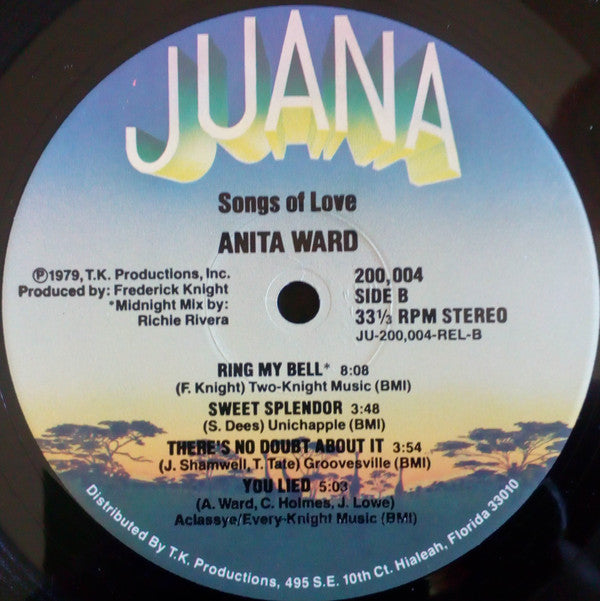 JUANA
Songs of Love
ANITA WARD
℗1979, T.K. Productions, Inc.
Produced by: Frederick Knight
*Midnight Mix by:
Richie Rivera
200,004
SIDE B
33⅓ RPM STEREO
JU-200,004-REL-B
RING MY BELL* 8:08
(F. Knight) Two-Knight Music (BMI)
SWEET SPLENDOR 3:48
(S. Dees) Unichapple (BMI)
THERE'S NO DOUBT ABOUT IT 3:54
(J. Shamwell, T. Tate) Groovesville (BMI)
YOU LIED 5:03
(A. Ward, C. Holmes, J. Lowe)
Aclassye/Every-Knight Music (BMI)
Distributed By T.K. Productions, 495 S.E. 10th Ct. Hialeah, Florida 33010